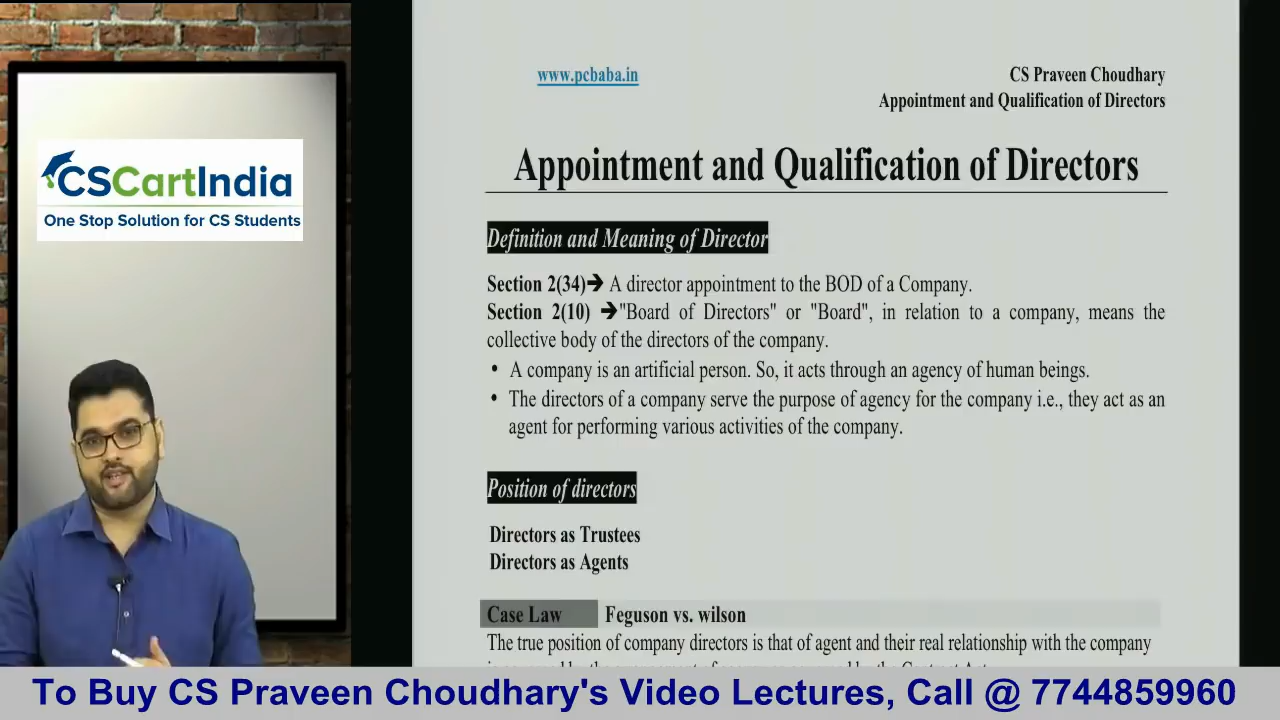 CSCartIndia
One Stop Solution for CS Students
www.pcbaba.in
CS Praveen Choudhary
Appointment and Qualification of Directors
Appointment and Qualification of Directors
Definition and Meaning of Director
Section 2(34)➔ A director appointment to the BOD of a Company.
Section 2(10) ➔"Board of Directors" or "Board", in relation to a company, means the
collective body of the directors of the company.
• A company is an artificial person. So, it acts through an agency of human beings.
• The directors of a company serve the purpose of agency for the company i.e., they act as an
agent for performing various activities of the company.
Position of directors
Directors as Trustees
Directors as Agents
Case Law Feguson vs. wilson
The true position of company directors is that of agent and their real relationship with the company
To Buy CS Praveen Choudhary's Video Lectures, Call @ 7744859960